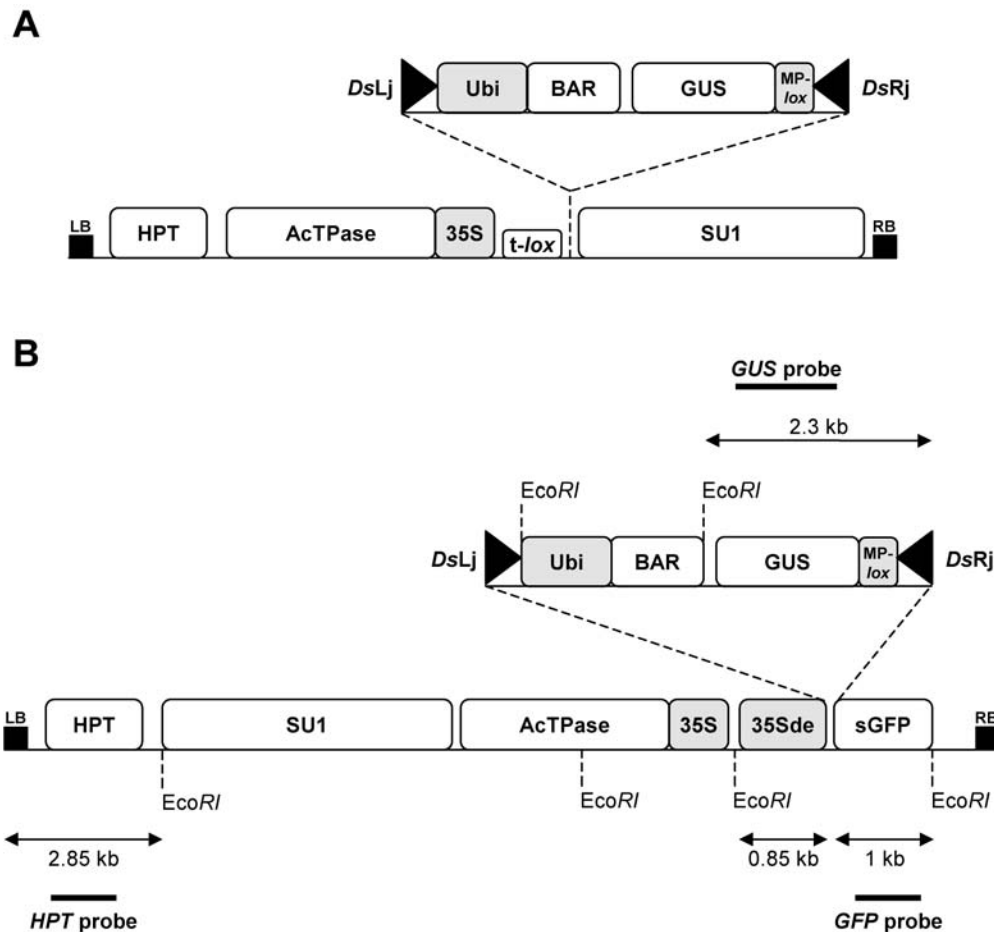 A
DsLj Ubi BAR GUS MP-lox DsRj
LB HPT AcTPase 35S t-lox SU1 RB
B
GUS probe
2.3 kb
EcoRI EcoRI
DsLj Ubi BAR GUS MP-lox DsRj
LB HPT SU1 AcTPase 35S 35Sde sGFP RB
EcoRI EcoRI EcoRI EcoRI
2.85 kb 0.85 kb 1 kb
HPT probe GFP probe